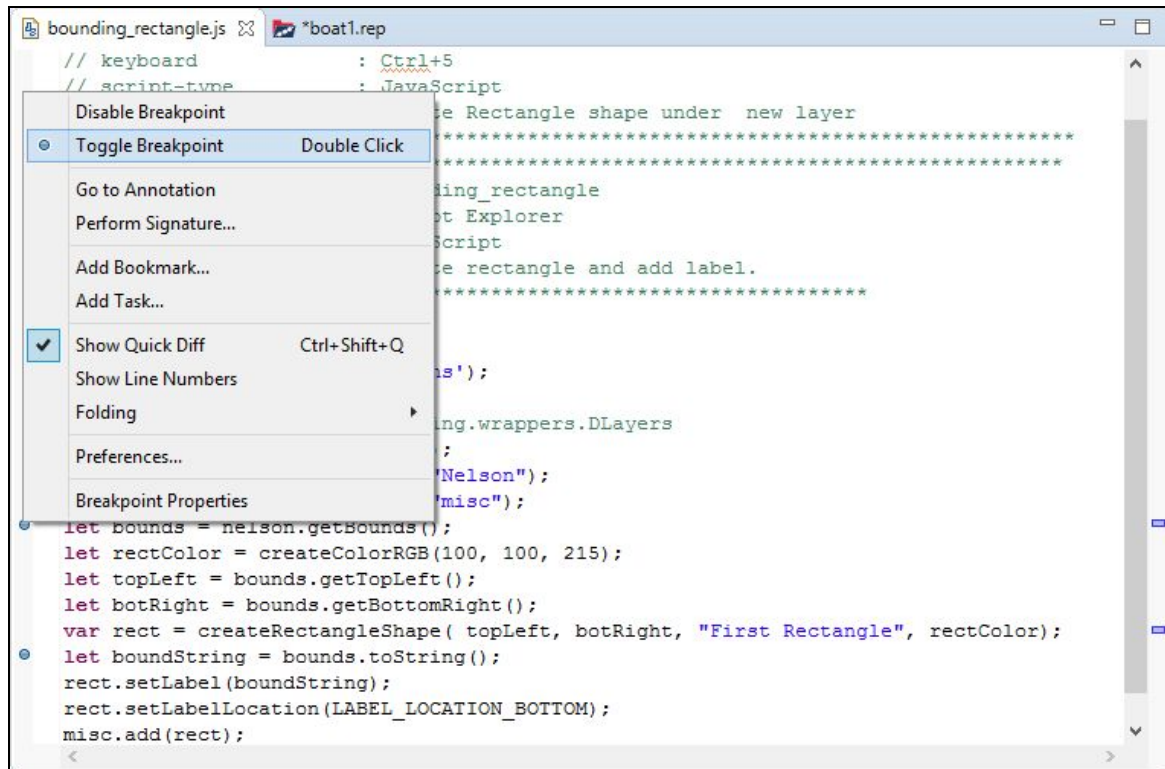 bounding_rectangle.js *boat1.rep
// keyboard : Ctrl+5
// script-type : JavaScript
te Rectangle shape under new layer
Disable Breakpoint
**************************************************
Toggle Breakpoint Double Click
*************************************************
Go to Annotation
ding_rectangle
Perform Signature...
pt Explorer
Script
Add Bookmark...
te rectangle and add label.
Add Task...
**********************************
Show Quick Diff Ctrl+Shift+Q
ns');
Show Line Numbers
Folding
ing.wrappers.DLayers
Preferences...
);
"Nelson");
Breakpoint Properties
"misc");
let bounds = nelson.getBounds();
let rectColor = createColorRGB(100, 100, 215);
let topLeft = bounds.getTopLeft();
let botRight = bounds.getBottomRight();
var rect = createRectangleShape( topLeft, botRight, "First Rectangle", rectColor);
let boundString = bounds.toString();
rect.setLabel(boundString);
rect.setLabelLocation(LABEL_LOCATION_BOTTOM);
misc.add(rect);